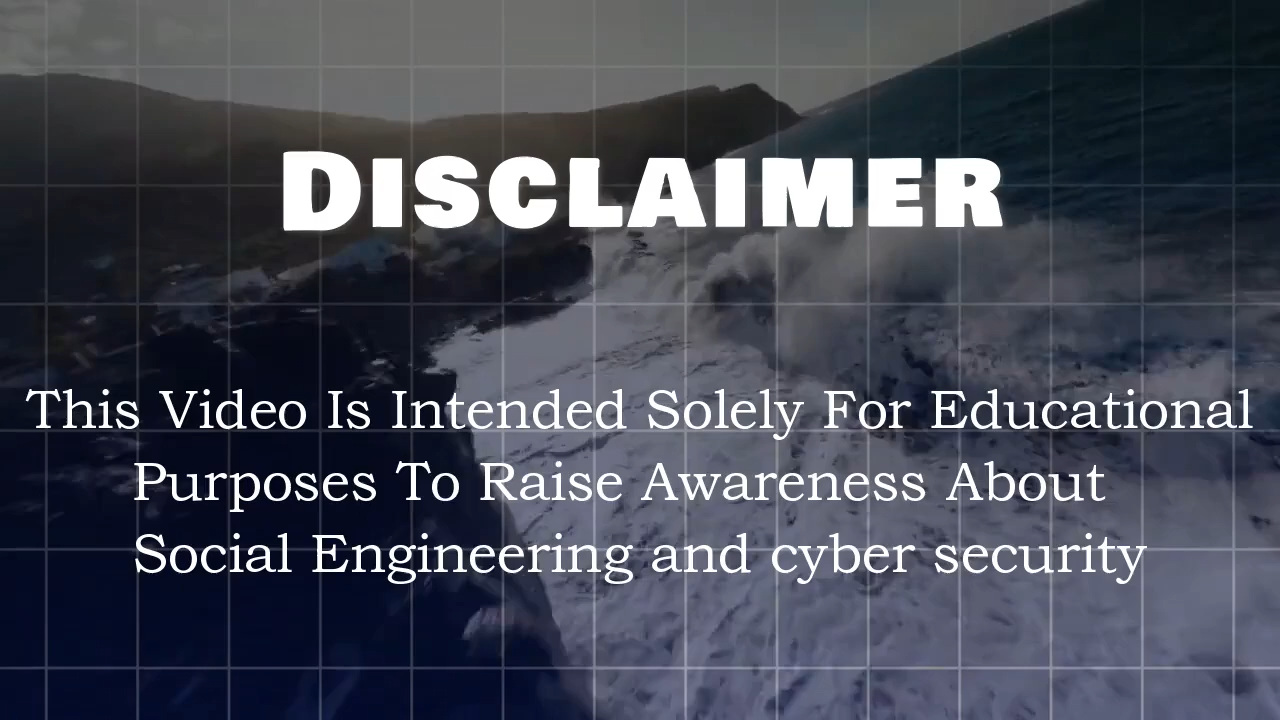 DISCLAIMER
This Video Is Intended Solely For Educational
Purposes To Raise Awareness About
Social Engineering and cyber security